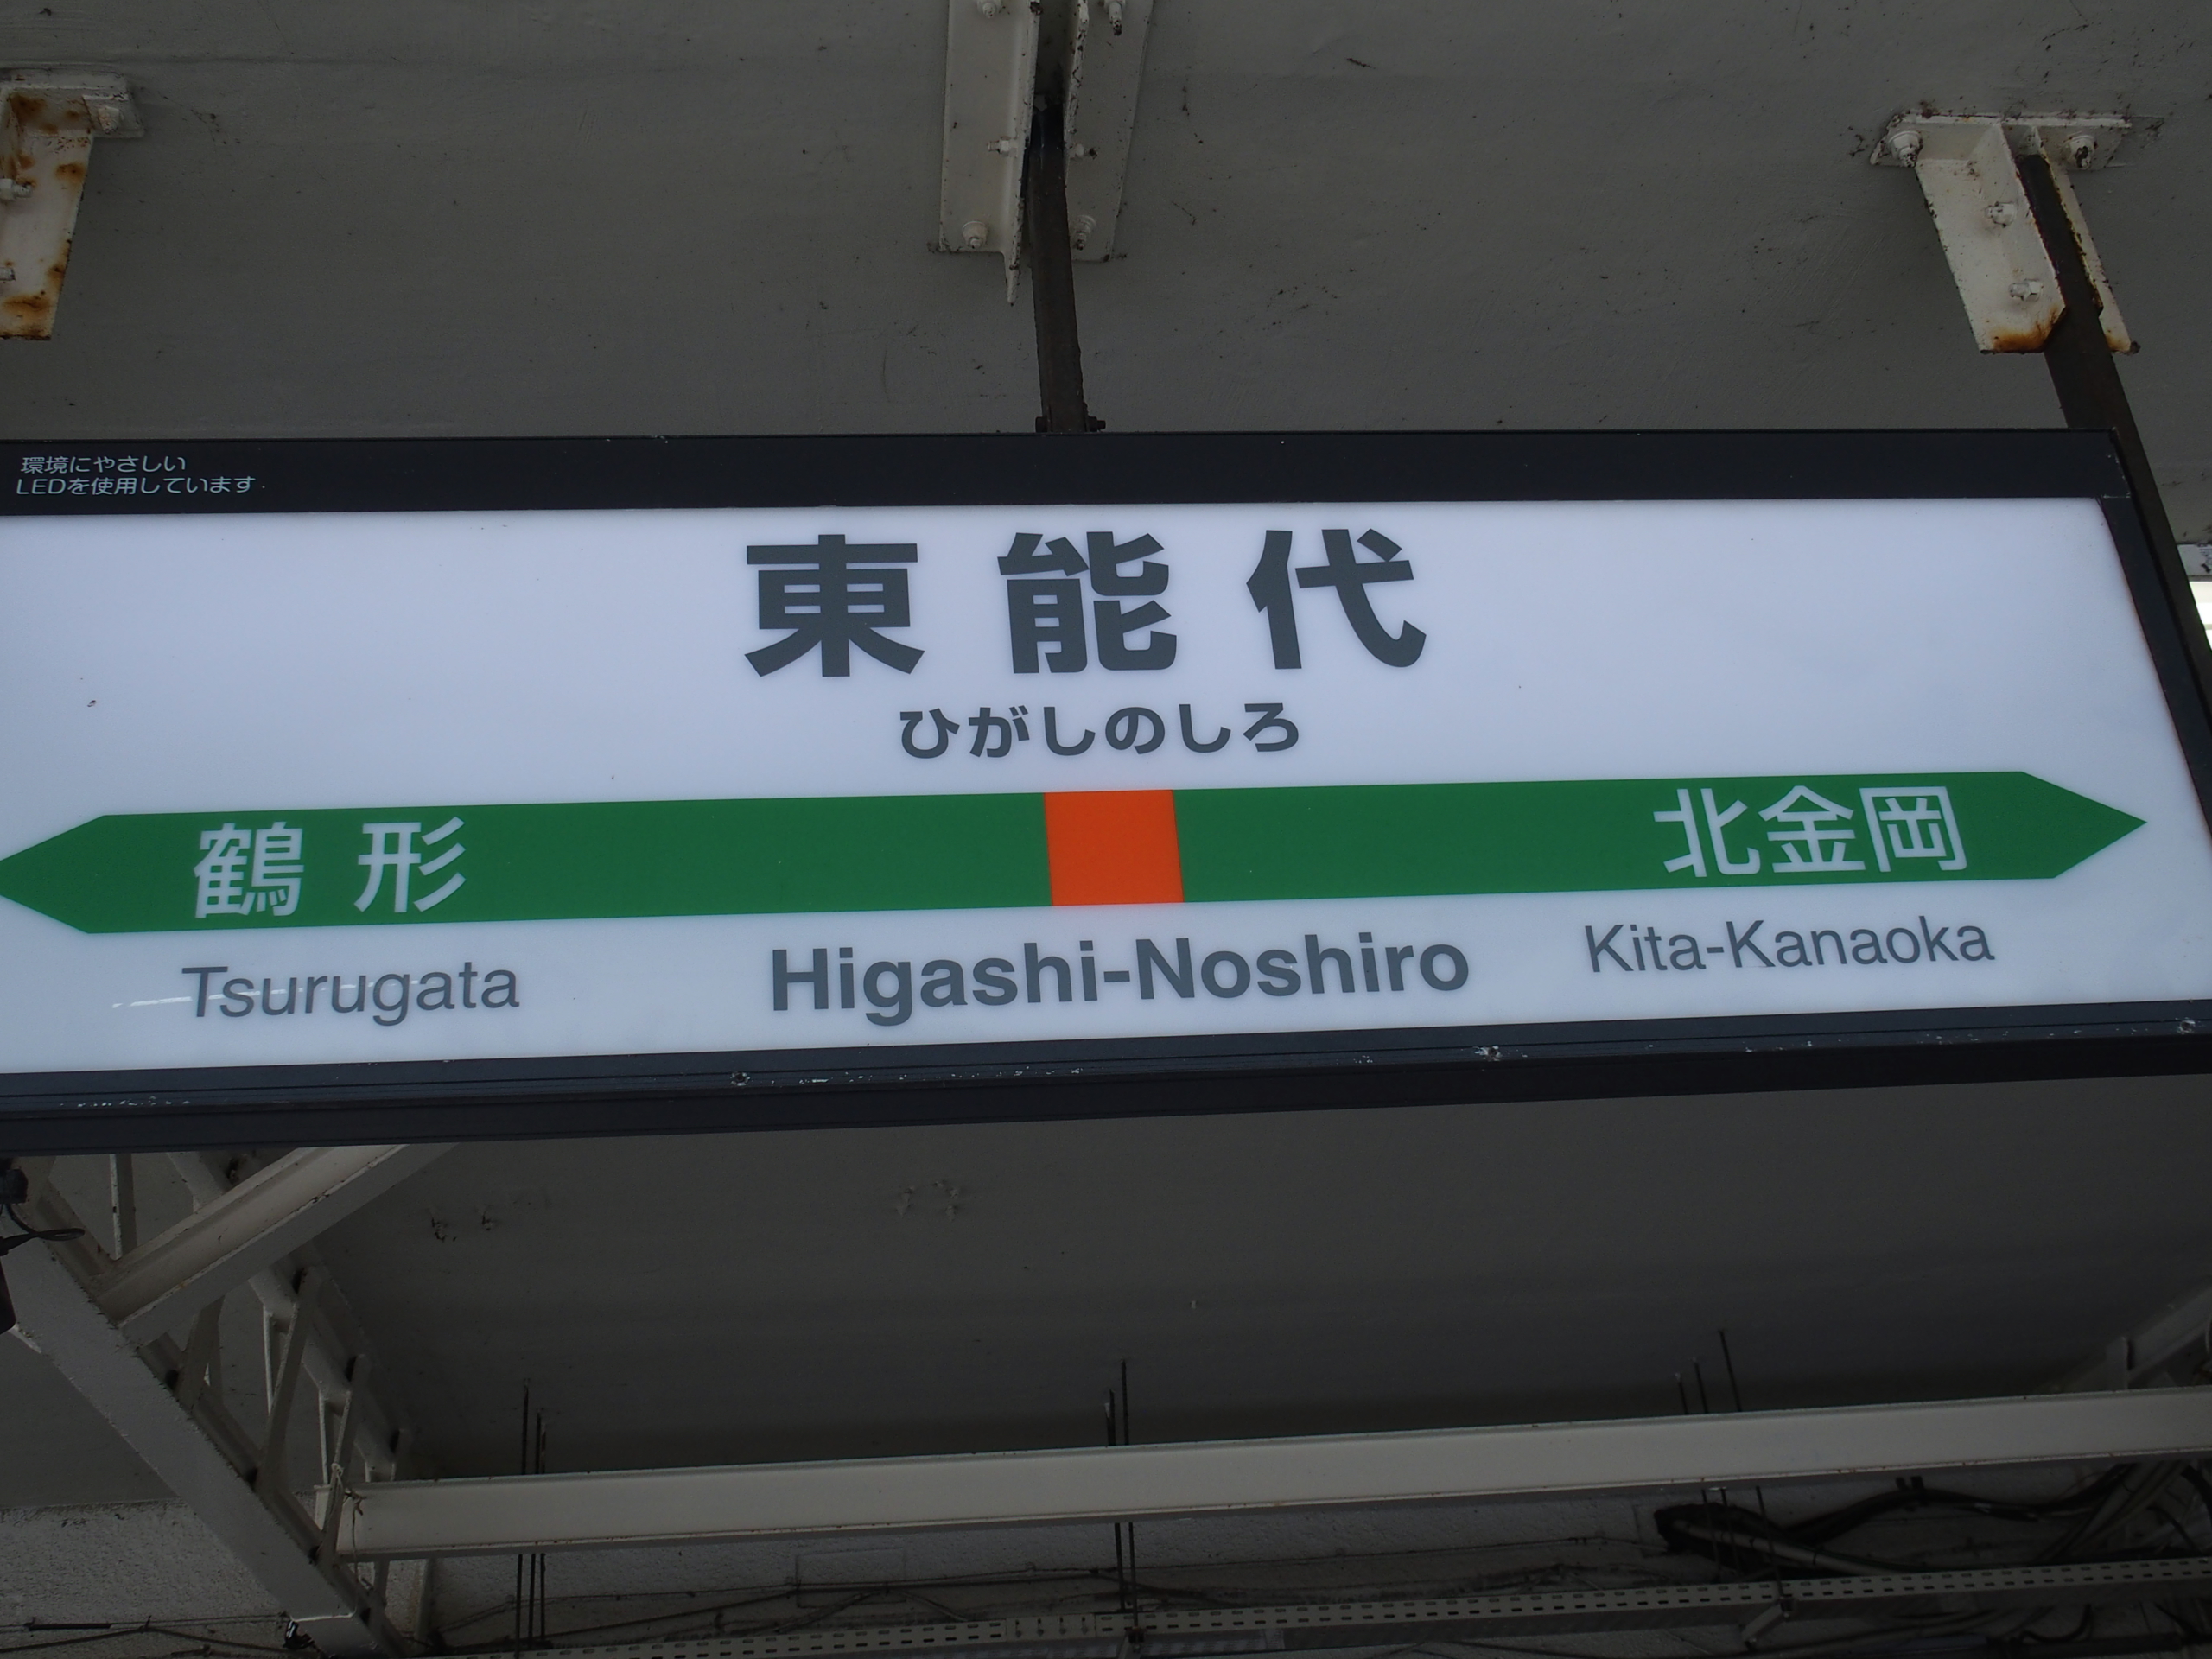 環境にやさしい
LEDを使用しています
東能代
ひがしのしろ
鶴形
北金岡
Tsurugata
Higashi-Noshiro
Kita-Kanaoka